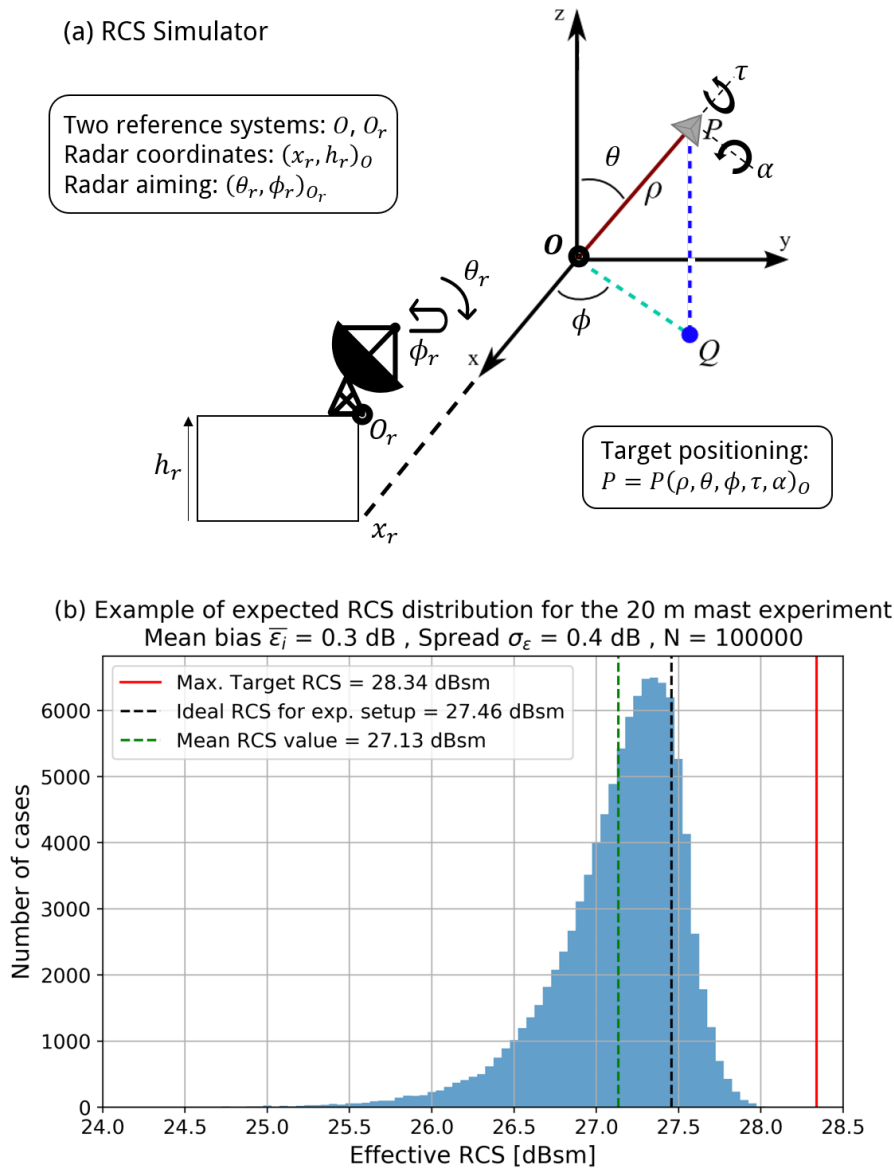 (a) RCS Simulator
Two reference systems: O, O_r
Radar coordinates: (x_r, h_r)_O
Radar aiming: (θ_r, ϕ_r)_{O_r}
z
τ
P
α
θ
ρ
O
y
ϕ
x
Q
θ_r
ϕ_r
O_r
h_r
x_r
Target positioning:
P = P(ρ, θ, ϕ, τ, α)_O
(b) Example of expected RCS distribution for the 20 m mast experiment
Mean bias \overline{ε_i} = 0.3 dB , Spread σ_ε = 0.4 dB , N = 100000
Max. Target RCS = 28.34 dBsm
Ideal RCS for exp. setup = 27.46 dBsm
Mean RCS value = 27.13 dBsm
Number of cases
6000
5000
4000
3000
2000
1000
0
24.0 24.5 25.0 25.5 26.0 26.5 27.0 27.5 28.0 28.5
Effective RCS [dBsm]